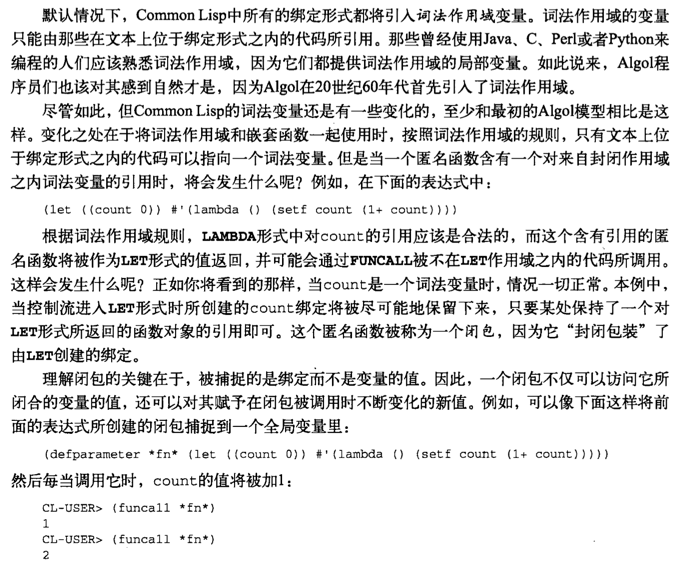 默认情况下，Common Lisp中所有的绑定形式都将引入词法作用域变量。词法作用域的变量
只能由那些在文本上位于绑定形式之内的代码所引用。那些曾经使用Java、C、Perl或者Python来
编程的人们应该熟悉词法作用域，因为它们都提供词法作用域的局部变量。如此说来，Algol程
序员们也该对其感到自然才是，因为Algol在20世纪60年代首先引入了词法作用域。
尽管如此，但Common Lisp的词法变量还是有一些变化的，至少和最初的Algol模型相比是这
样。变化之处在于将词法作用域和嵌套函数一起使用时，按照词法作用域的规则，只有文本上位
于绑定形式之内的代码可以指向一个词法变量。但是当一个匿名函数含有一个对来自封闭作用域
之内词法变量的引用时，将会发生什么呢？例如，在下面的表达式中：
(let ((count 0)) #'(lambda () (setf count (1+ count))))
根据词法作用域规则，LAMBDA形式中对count的引用应该是合法的，而这个含有引用的匿
名函数将被作为LET形式的值返回，并可能会通过FUNCALL被不在LET作用域之内的代码所调用。
这样会发生什么呢？正如你将看到的那样，当count是一个词法变量时，情况一切正常。本例中，
当控制流进入LET形式时所创建的count绑定将被尽可能地保留下来，只要某处保持了一个对
LET形式所返回的函数对象的引用即可。这个匿名函数被称为一个闭包，因为它“封闭包装”了
由LET创建的绑定。
理解闭包的关键在于，被捕捉的是绑定而不是变量的值。因此，一个闭包不仅可以访问它所
闭合的变量的值，还可以对其赋予在闭包被调用时不断变化的新值。例如，可以像下面这样将前
面的表达式所创建的闭包捕捉到一个全局变量里：
(defparameter *fn* (let ((count 0)) #'(lambda () (setf count (1+ count)))))
然后每当调用它时，count的值将被加1：
CL-USER> (funcall *fn*)
1
CL-USER> (funcall *fn*)
2